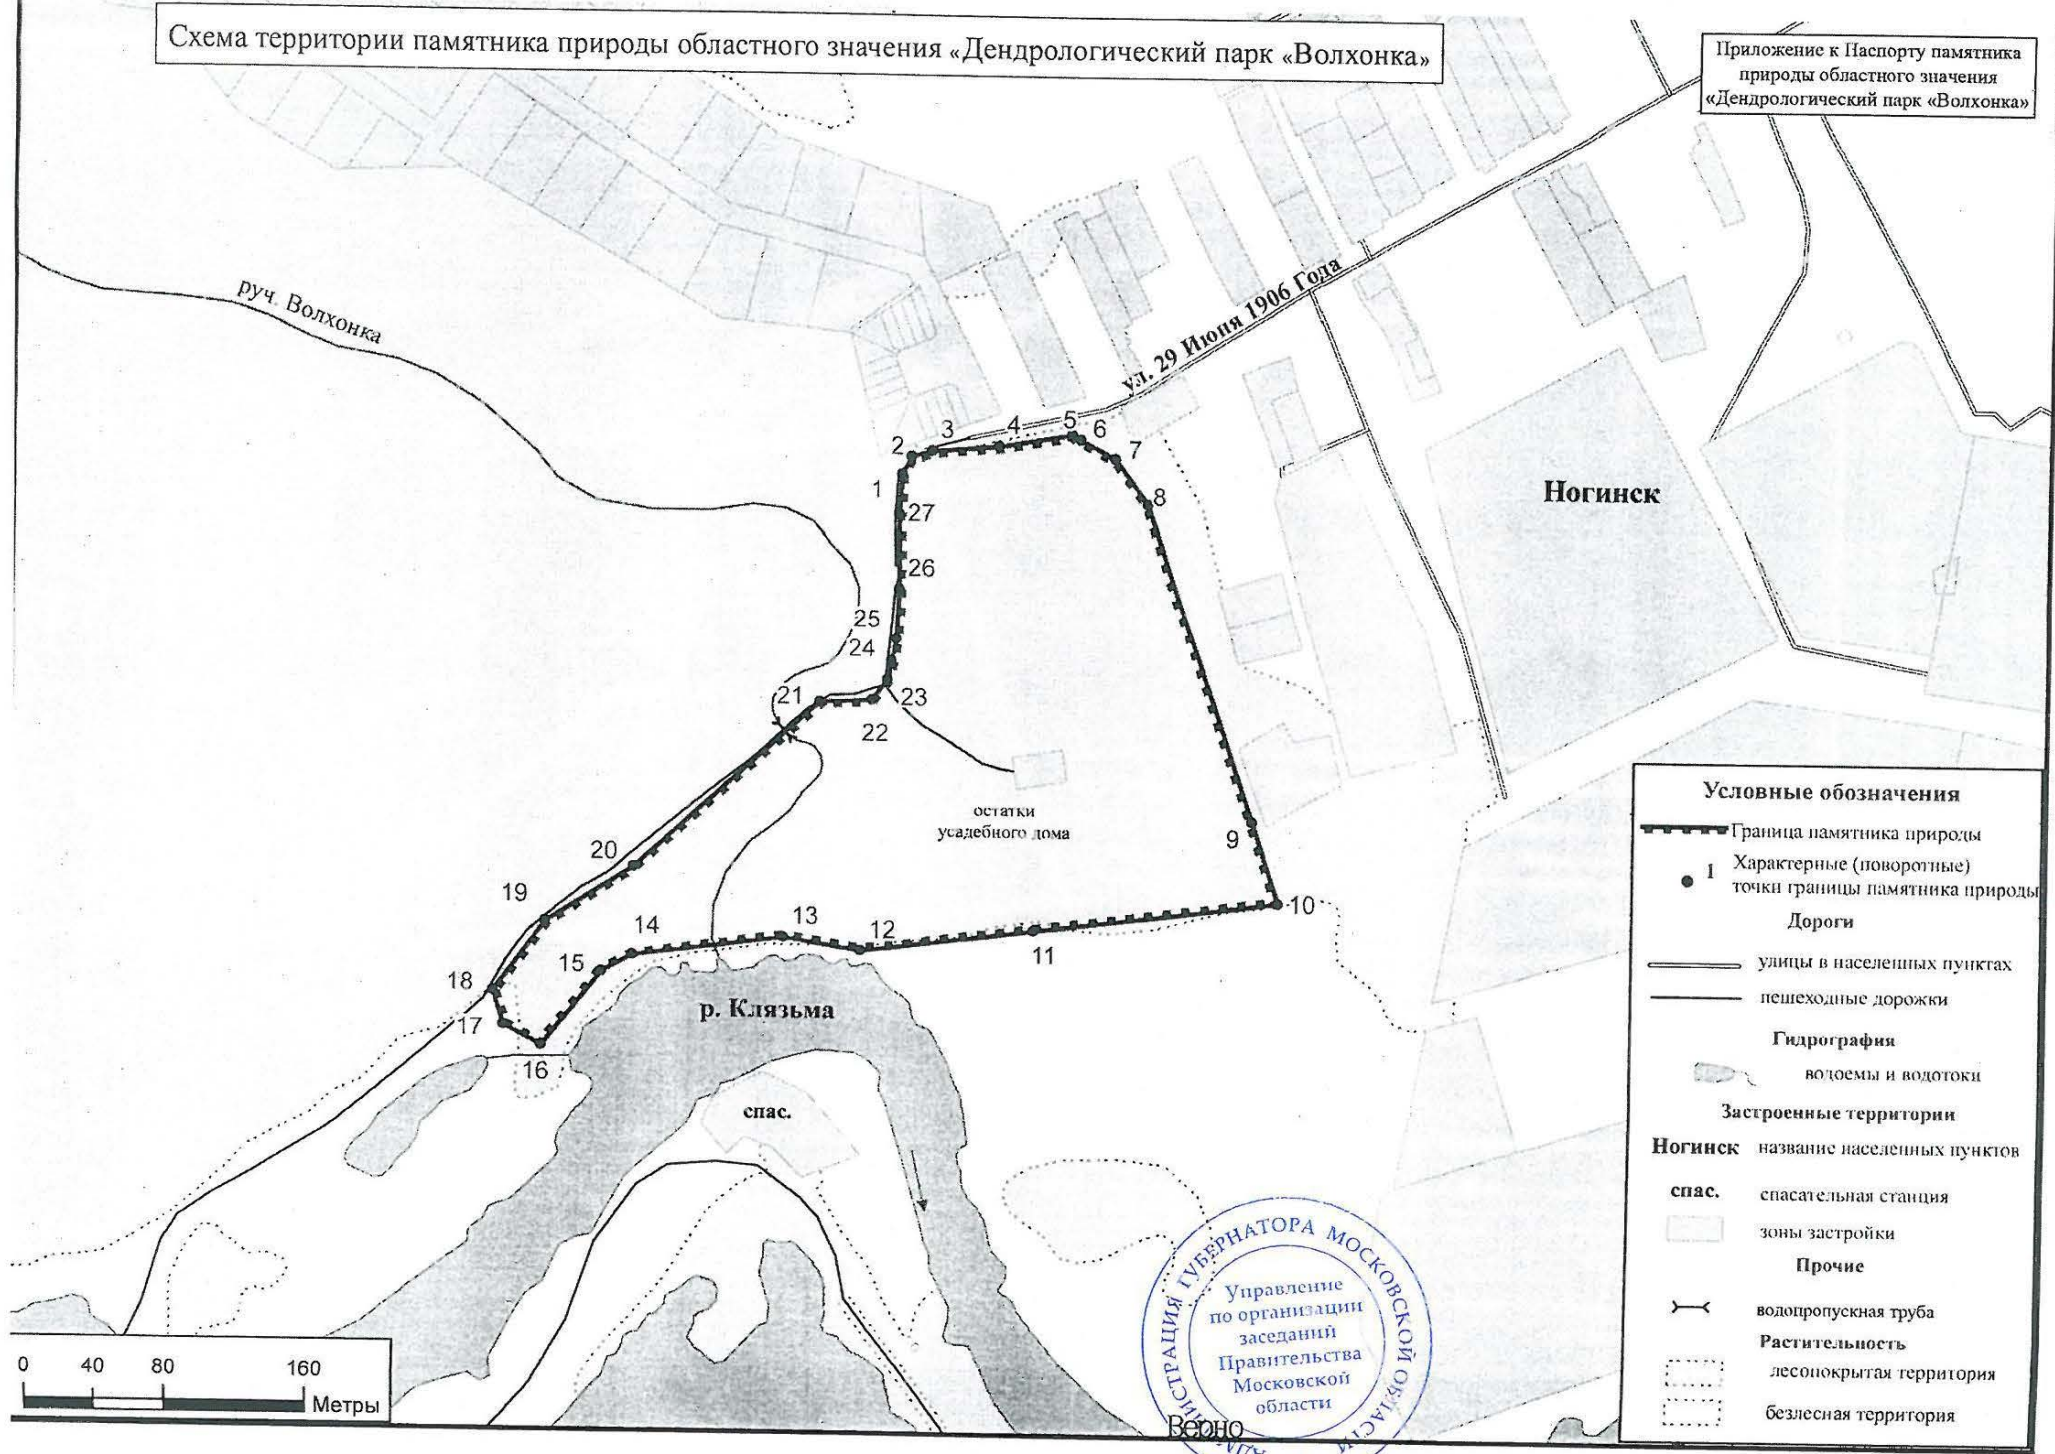 Схема территории памятника природы областного значения «Дендрологический парк «Волхонка»
Приложение к Паспорту памятника
природы областного значения
«Дендрологический парк «Волхонка»
руч. Волхонка
ул. 29 Июня 1906 Года
Ногинск
1
2
3
4
5
6
7
8
9
10
11
12
13
14
15
16
17
18
19
20
21
22
23
24
25
26
27
остатки
усадебного дома
р. Клязьма
спас.
Условные обозначения
Граница памятника природы
1 Характерные (поворотные)
точки границы памятника природы
Дороги
улицы в населенных пунктах
пешеходные дорожки
Гидрография
водоемы и водотоки
Застроенные территории
Ногинск название населенных пунктов
спас. спасательная станция
зоны застройки
Прочие
водопропускная труба
Растительность
лесопокрытая территория
безлесная территория
0 40 80 160
Метры
АДМИНИСТРАЦИЯ ГУБЕРНАТОРА МОСКОВСКОЙ ОБЛАСТИ
Управление
по организации
заседаний
Правительства
Московской
области
Верно